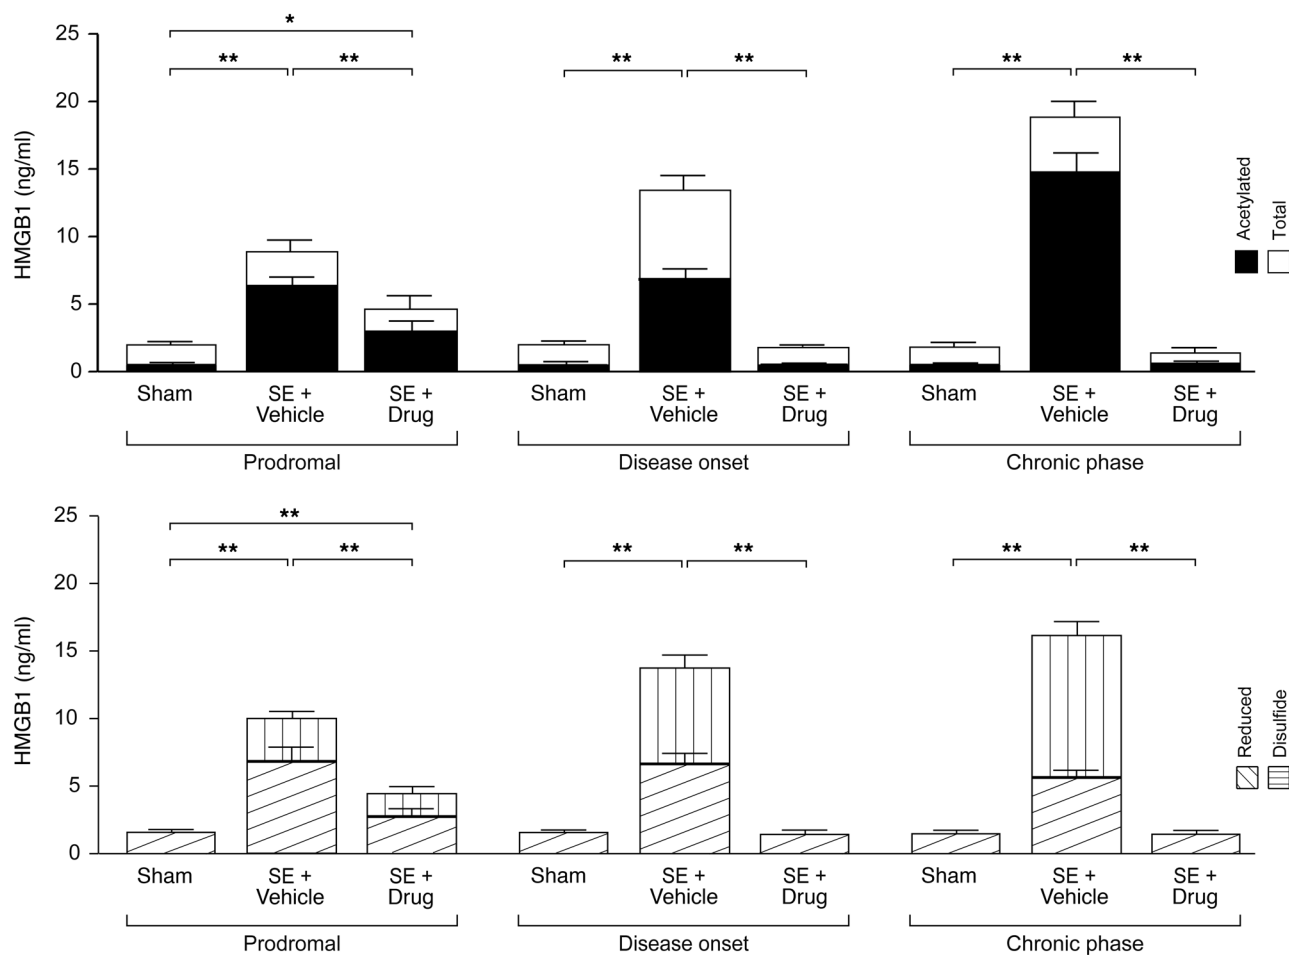 *
** **
** **
** **
25
20
15
10
5
0
HMGB1 (ng/ml)
Sham
SE +
Vehicle
SE +
Drug
Sham
SE +
Vehicle
SE +
Drug
Sham
SE +
Vehicle
SE +
Drug
Prodromal
Disease onset
Chronic phase
Acetylated
Total
**
** **
** **
** **
25
20
15
10
5
0
HMGB1 (ng/ml)
Sham
SE +
Vehicle
SE +
Drug
Sham
SE +
Vehicle
SE +
Drug
Sham
SE +
Vehicle
SE +
Drug
Prodromal
Disease onset
Chronic phase
Reduced
Disulfide